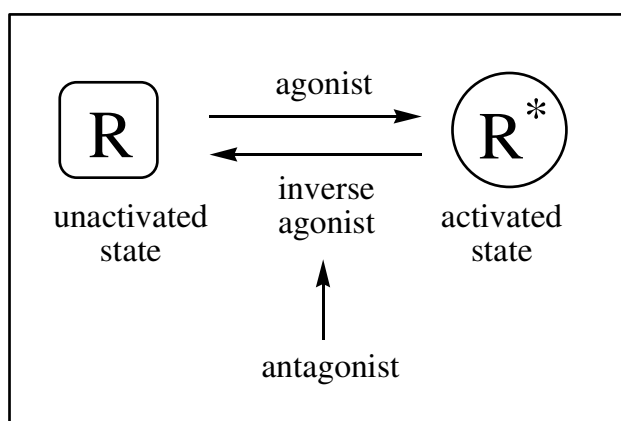 agonist
R
R*
inverse
agonist
unactivated
state
activated
state
antagonist